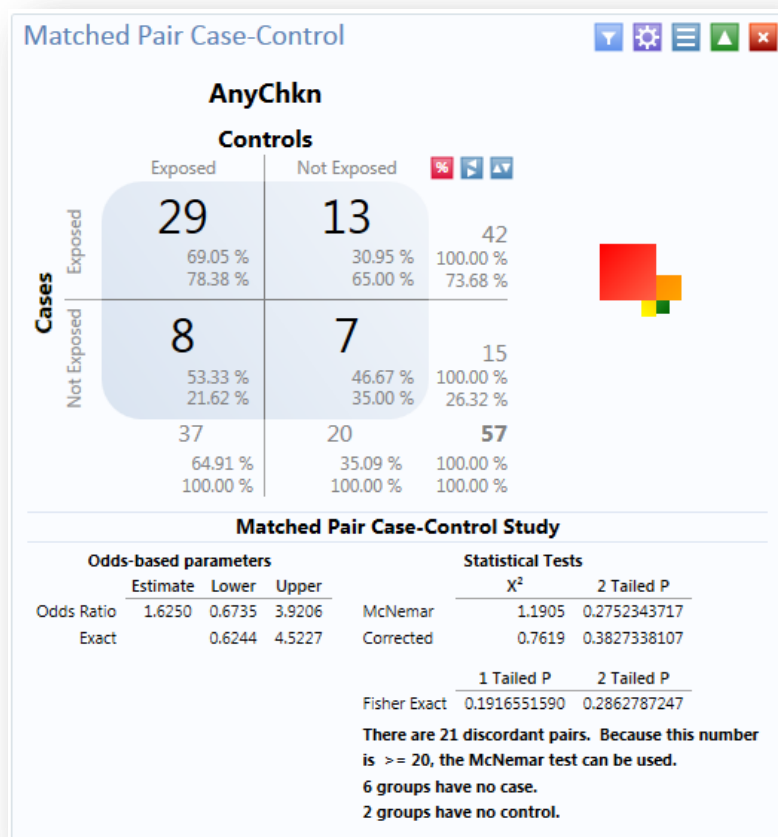 Matched Pair Case-Control
AnyChkn
Controls
Exposed Not Exposed %
Cases
Exposed
29 13 42
69.05 % 30.95 % 100.00 %
78.38 % 65.00 % 73.68 %
Not Exposed
8 7 15
53.33 % 46.67 % 100.00 %
21.62 % 35.00 % 26.32 %
37 20 57
64.91 % 35.09 % 100.00 %
100.00 % 100.00 % 100.00 %
Matched Pair Case-Control Study
Odds-based parameters
Estimate Lower Upper
Odds Ratio 1.6250 0.6735 3.9206
Exact 0.6244 4.5227
Statistical Tests
X² 2 Tailed P
McNemar 1.1905 0.2752343717
Corrected 0.7619 0.3827338107
1 Tailed P 2 Tailed P
Fisher Exact 0.1916551590 0.2862787247
There are 21 discordant pairs. Because this number
is >= 20, the McNemar test can be used.
6 groups have no case.
2 groups have no control.